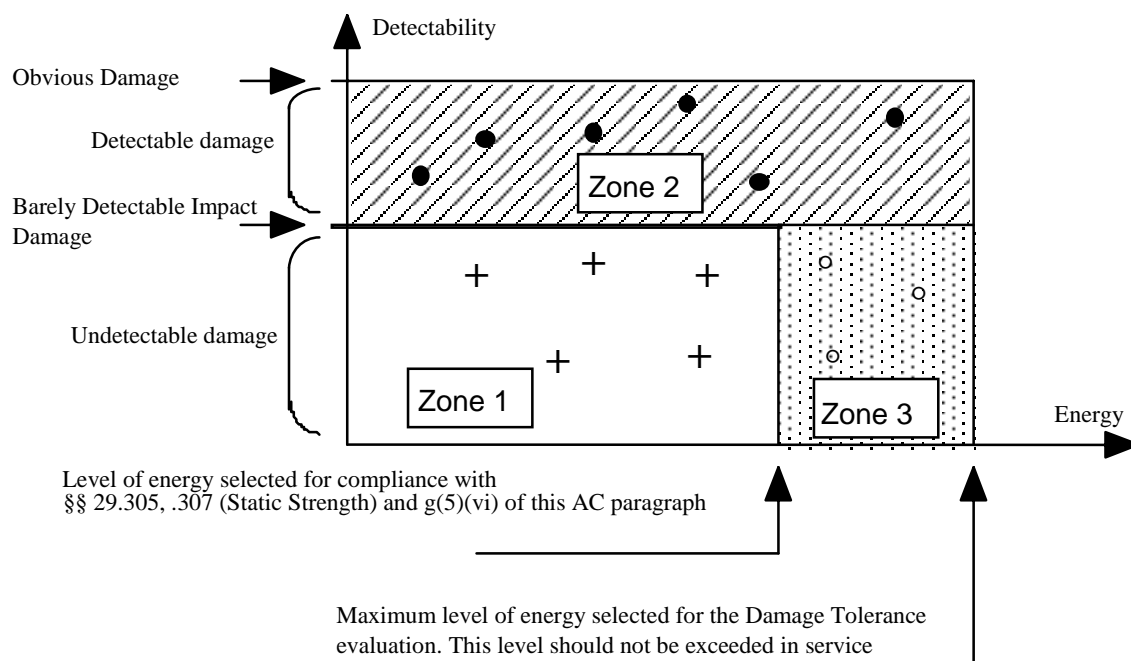 Detectability
Obvious Damage
Detectable damage
Zone 2
Barely Detectable Impact
Damage
Undetectable damage
Zone 1
Zone 3
Energy
Level of energy selected for compliance with
§§ 29.305, .307 (Static Strength) and g(5)(vi) of this AC paragraph
Maximum level of energy selected for the Damage Tolerance
evaluation. This level should not be exceeded in service